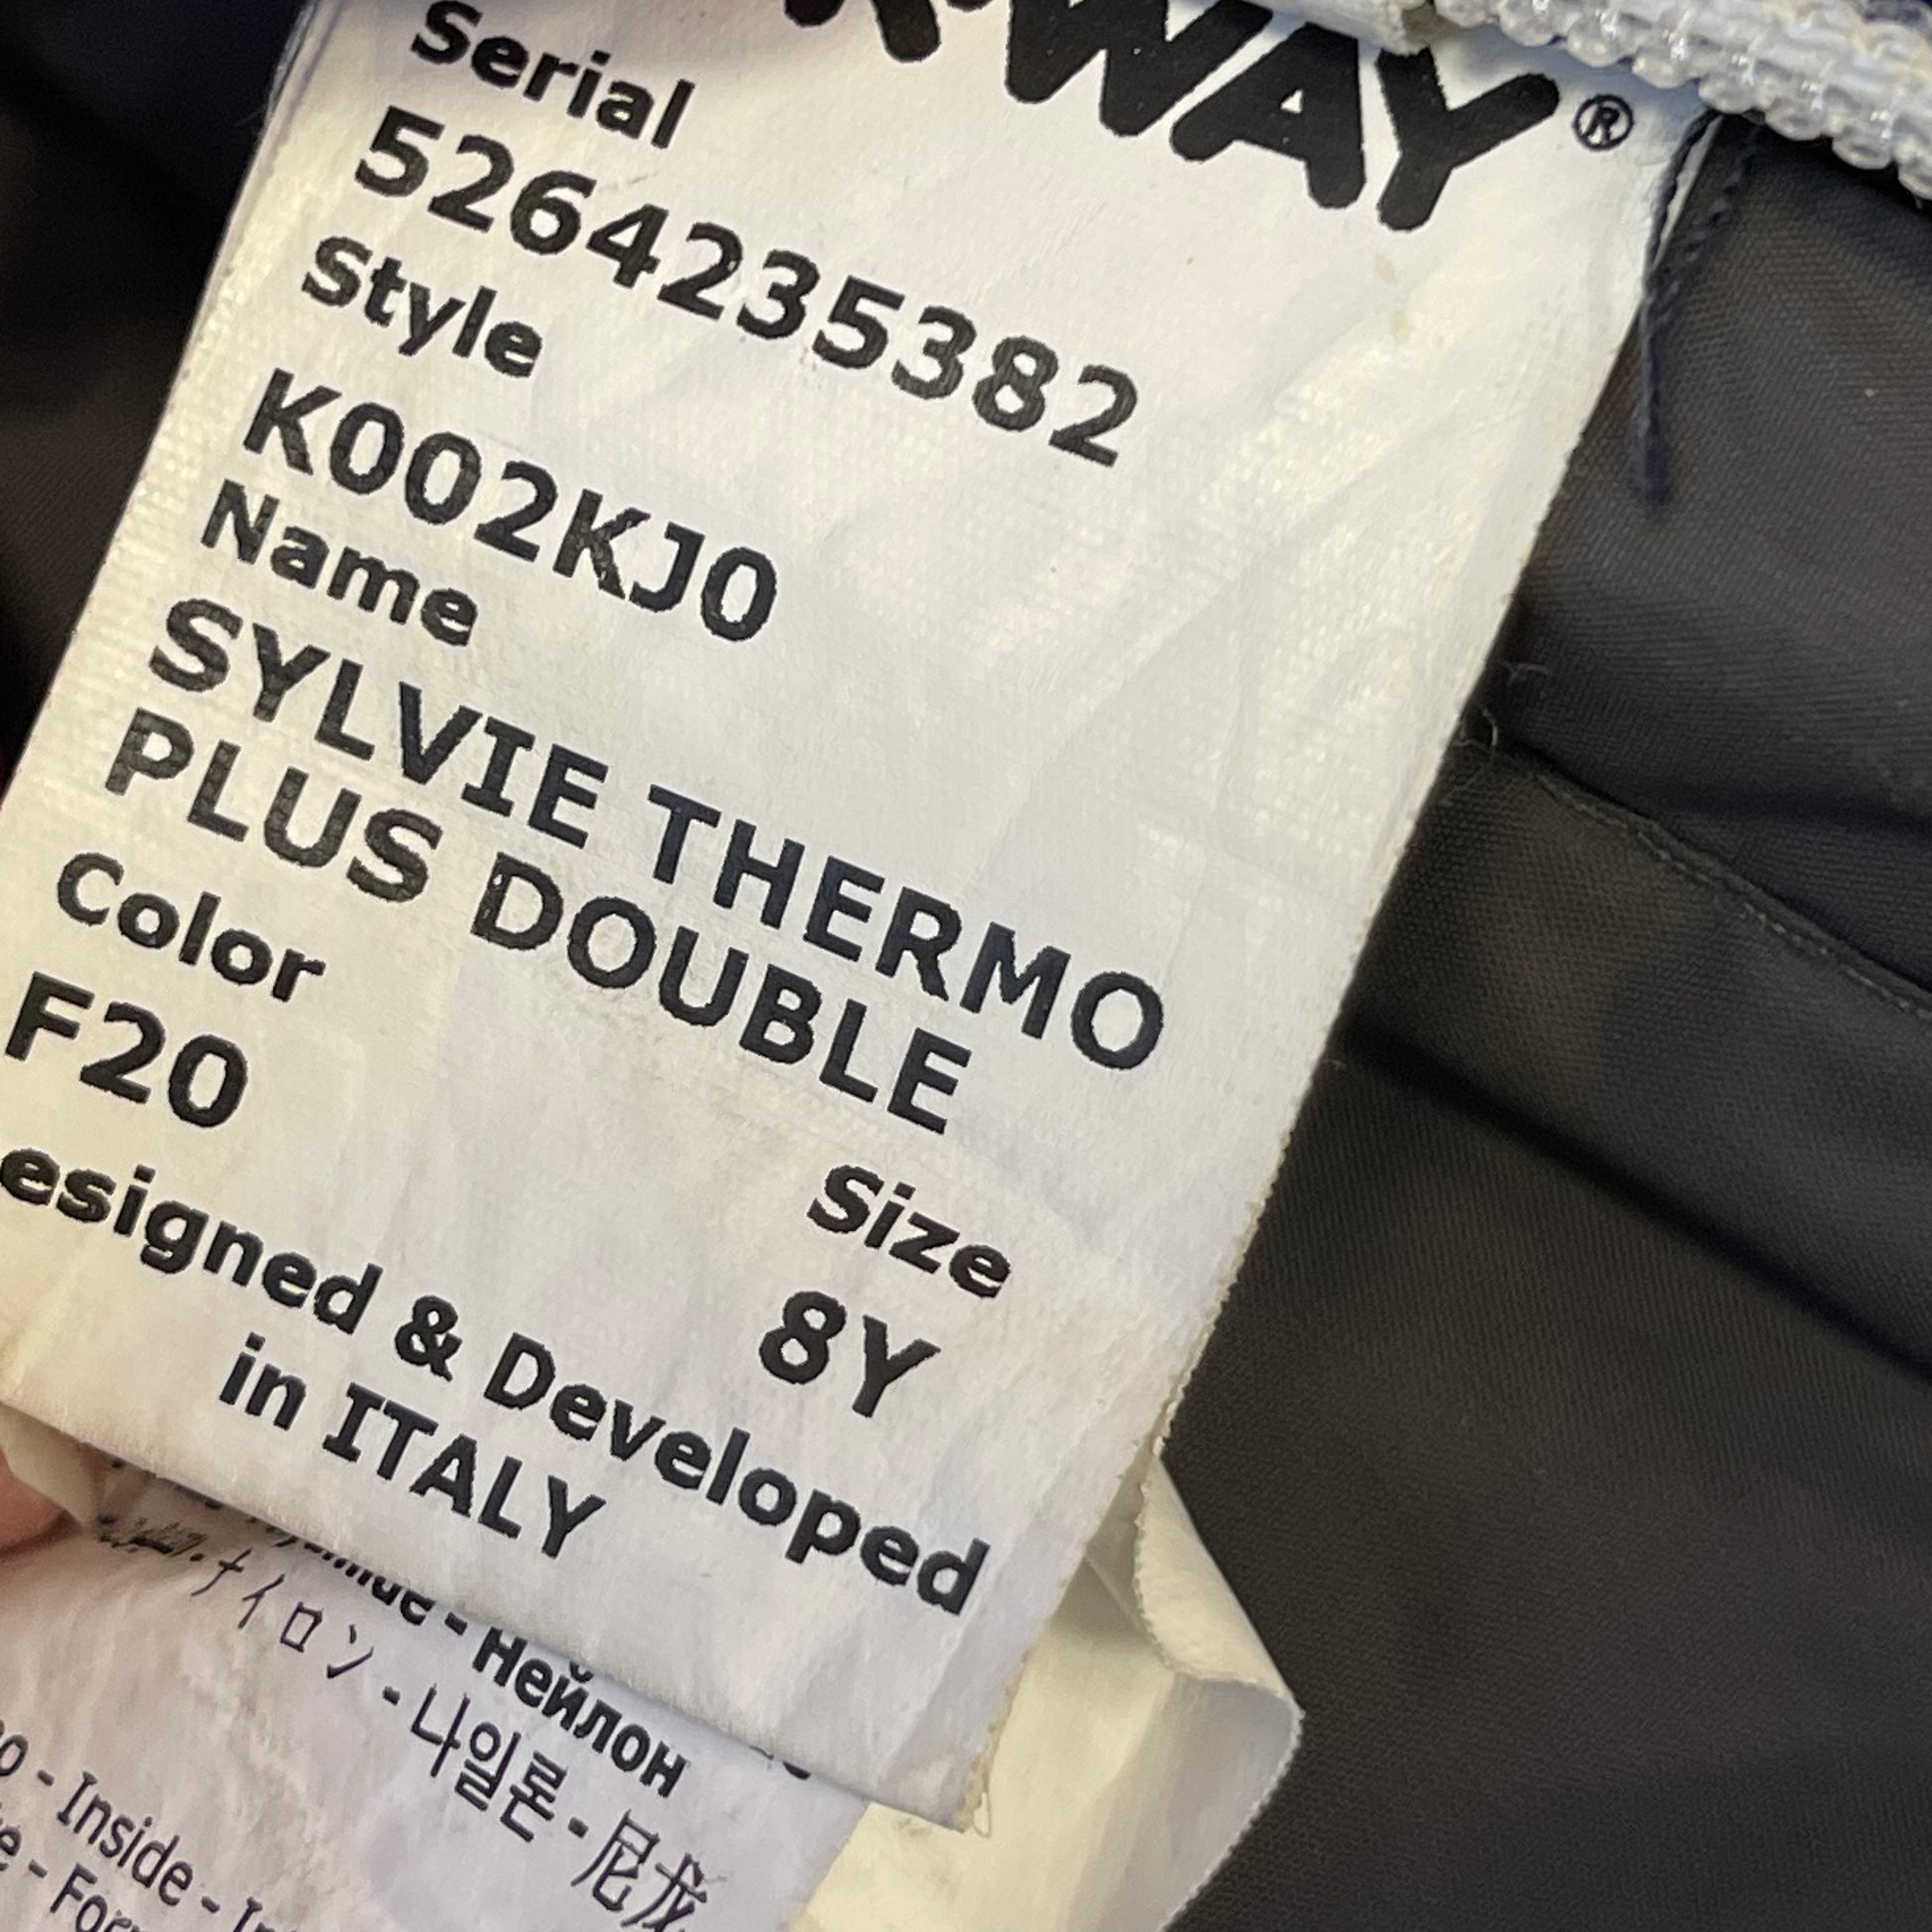 K-WAY®
Serial
5264235382
Style
K002KJ0
Name
SYLVIE THERMO
PLUS DOUBLE
Color
F20
Size
8Y
esigned & Developed
in ITALY
- Нейлон
ナイロン - 나일론 - 尼龙
- Inside -